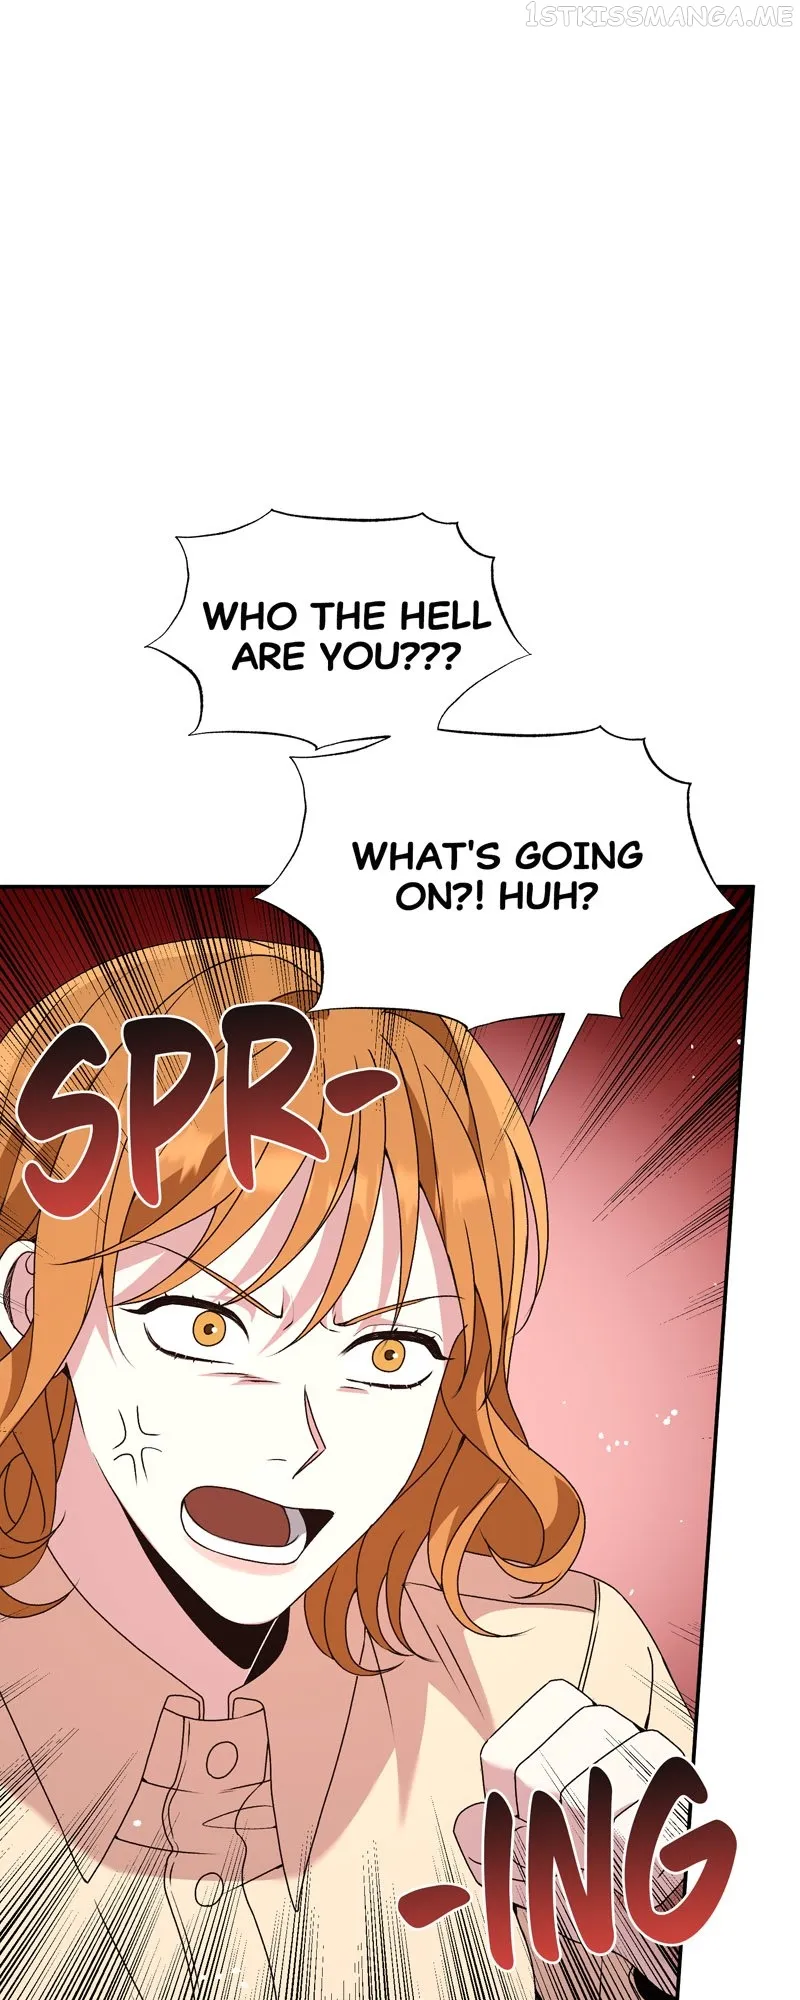 1STKISSMANGA.ME
WHO THE HELL
ARE YOU???
WHAT'S GOING
ON?! HUH?
SPR-
-ING